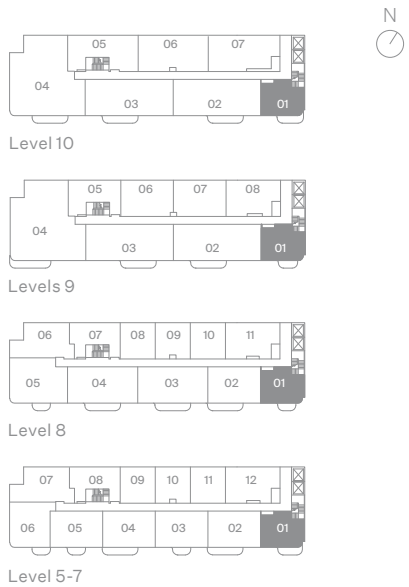 N
05 06 07
04
03 02 01
Level 10
05 06 07 08
04
03 02 01
Levels 9
06 07 08 09 10 11
05 04 03 02 01
Level 8
07 08 09 10 11 12
06 05 04 03 02 01
Level 5-7